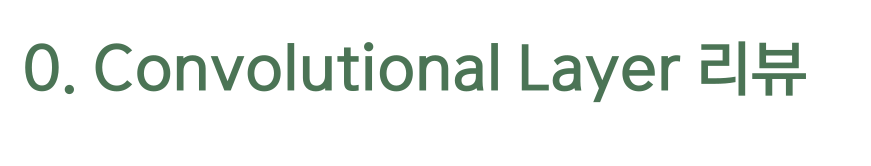 0. Convolutional Layer 리뷰